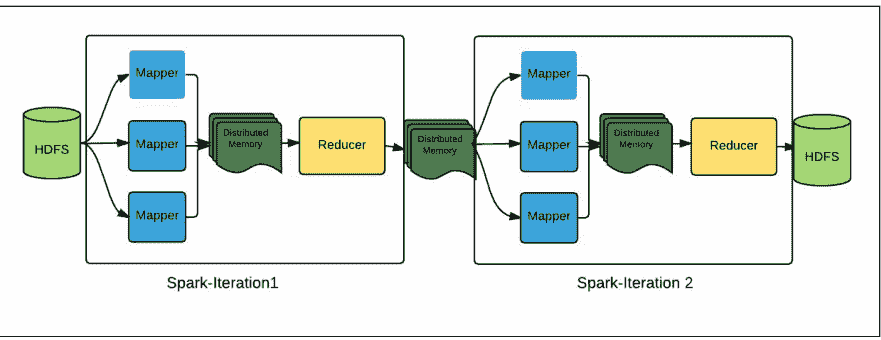 HDFS
Mapper
Mapper
Mapper
Distributed
Memory
Reducer
Spark-Iteration1
Distributed
Memory
Mapper
Mapper
Mapper
Distributed
Memory
Reducer
Spark-Iteration 2
HDFS